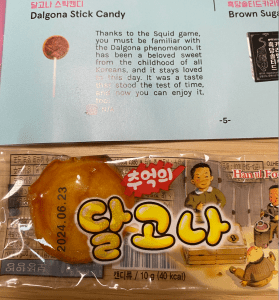 달고나 스틱캔디
Dalgona Stick Candy
Thanks to the Squid game,
you must be familiar with
the Dalgona phenomenon. It
has been a beloved sweet
from the childhood of all
Koreans, and it stays loved
this day. It was a taste
stood the test of time,
now you can enjoy it,
Brown Suga
-5-
추억의
달고나
2024.06.23
캔디류 / 10 g (40 kcal)